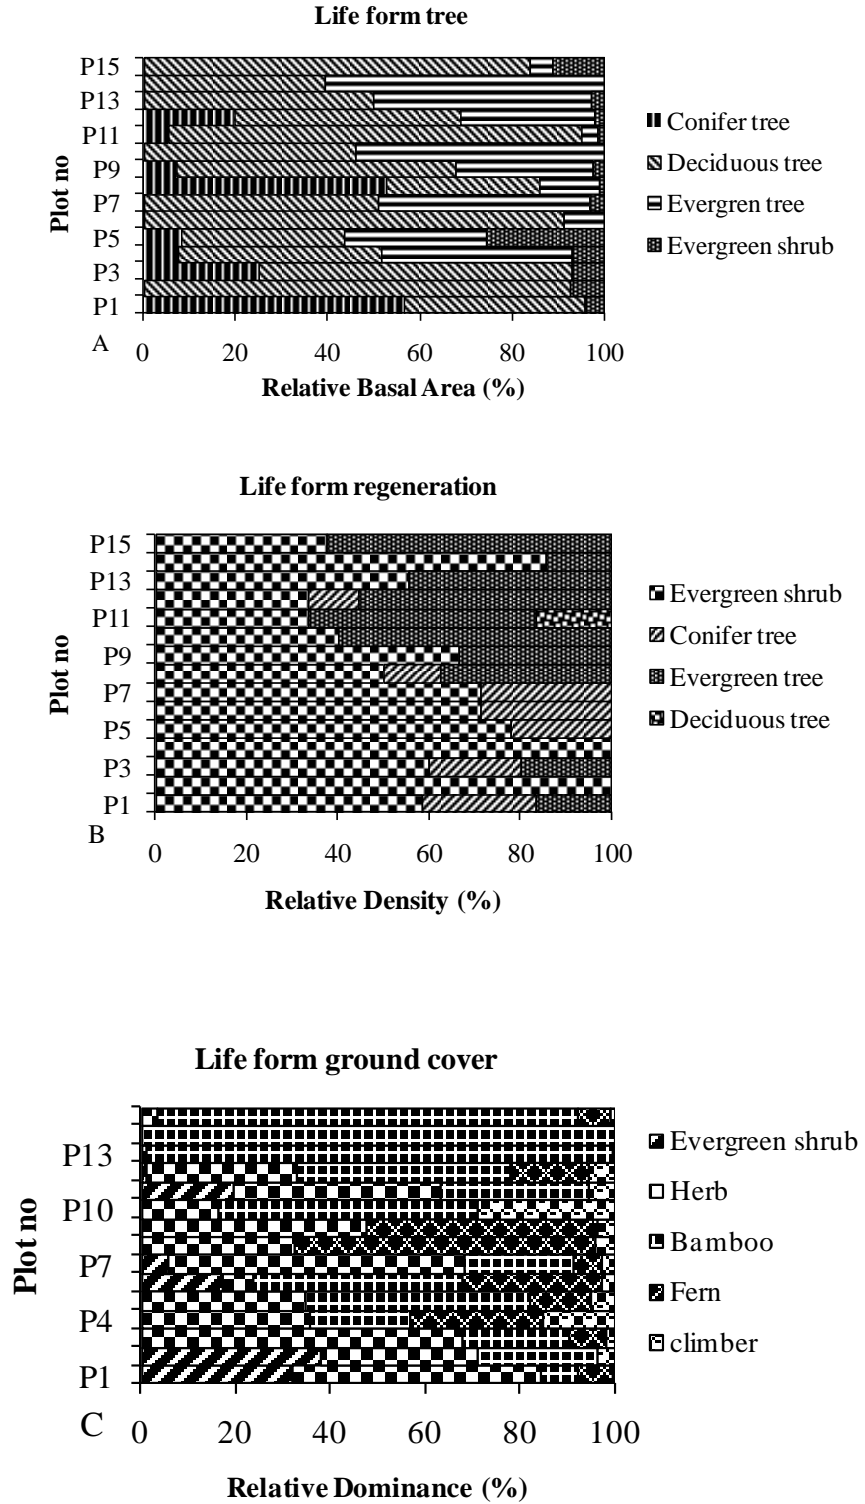 Life form tree
P15
P13
P11
P9
P7
P5
P3
P1
Plot no
Conifer tree
Deciduous tree
Evergren tree
Evergreen shrub
A
0 20 40 60 80 100
Relative Basal Area (%)
Life form regeneration
P15
P13
P11
P9
P7
P5
P3
P1
Plot no
Evergreen shrub
Conifer tree
Evergreen tree
Deciduous tree
B
0 20 40 60 80 100
Relative Density (%)
Life form ground cover
P13
P10
P7
P4
P1
Plot no
Evergreen shrub
Herb
Bamboo
Fern
climber
C
0 20 40 60 80 100
Relative Dominance (%)